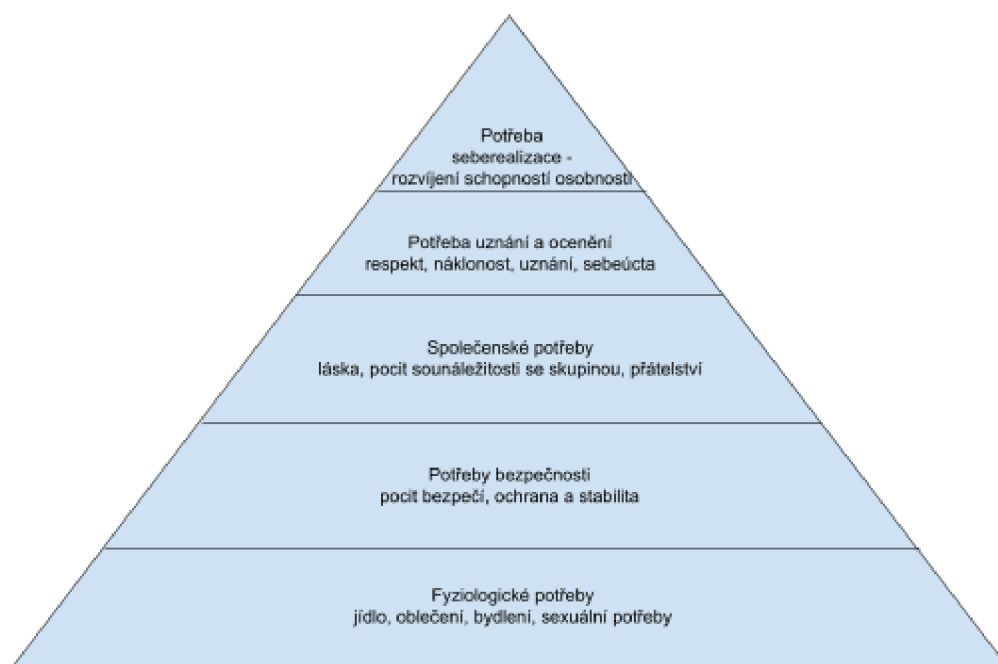 Potřeba
seberealizace -
rozvíjení schopností osobnosti
Potřeba uznání a ocenění
respekt, náklonost, uznání, sebeúcta
Společenské potřeby
láska, pocit sounáležitosti se skupinou, přátelství
Potřeby bezpečnosti
pocit bezpečí, ochrana a stabilita
Fyziologické potřeby
jídlo, oblečení, bydlení, sexuální potřeby